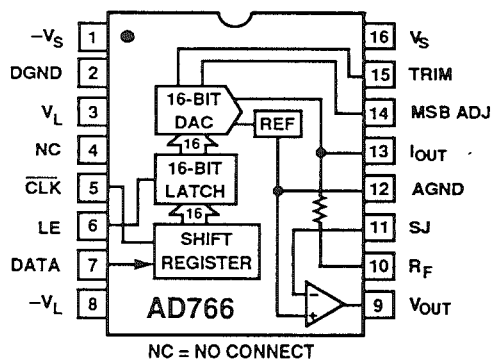 −VS 1
DGND 2
VL 3
NC 4
CLK 5
LE 6
DATA 7
−VL 8
16 VS
15 TRIM
14 MSB ADJ
13 IOUT
12 AGND
11 SJ
10 RF
9 VOUT
16-BIT
DAC
REF
16
16-BIT
LATCH
16
SHIFT
REGISTER
−
+
AD766
NC = NO CONNECT